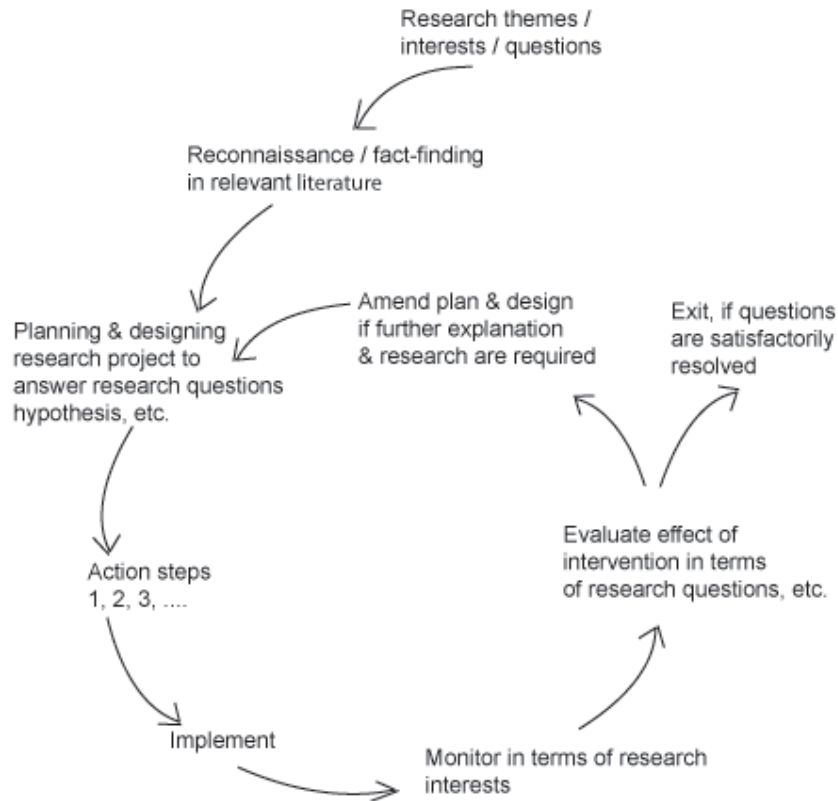 Research themes /
interests / questions
Reconnaissance / fact-finding
in relevant literature
Planning & designing
research project to
answer research questions
hypothesis, etc.
Amend plan & design
if further explanation
& research are required
Exit, if questions
are satisfactorily
resolved
Action steps
1, 2, 3, ....
Evaluate effect of
intervention in terms
of research questions, etc.
Implement
Monitor in terms of research
interests